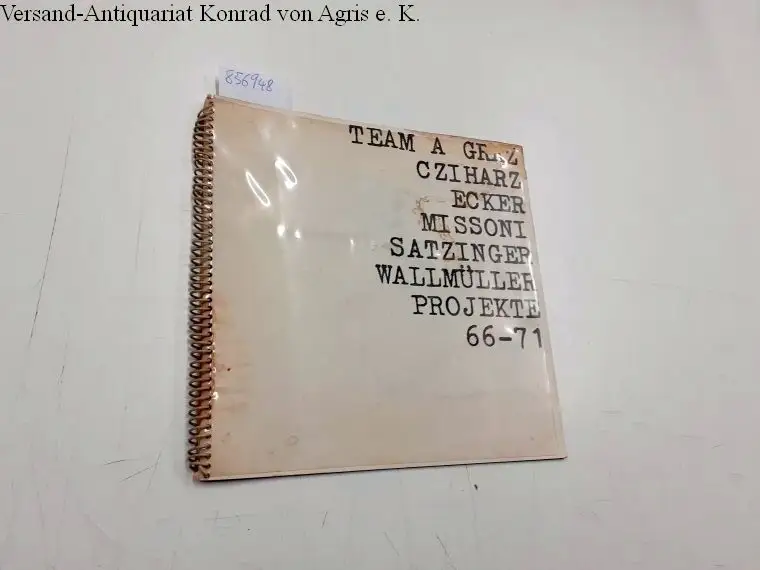 Versand-Antiquariat Konrad von Agris e. K.
856948
TEAM A GRAZ
CZIHARZ
ECKER
MISSONI
SATZINGER
WALLMÜLLER
PROJEKTE
66-71